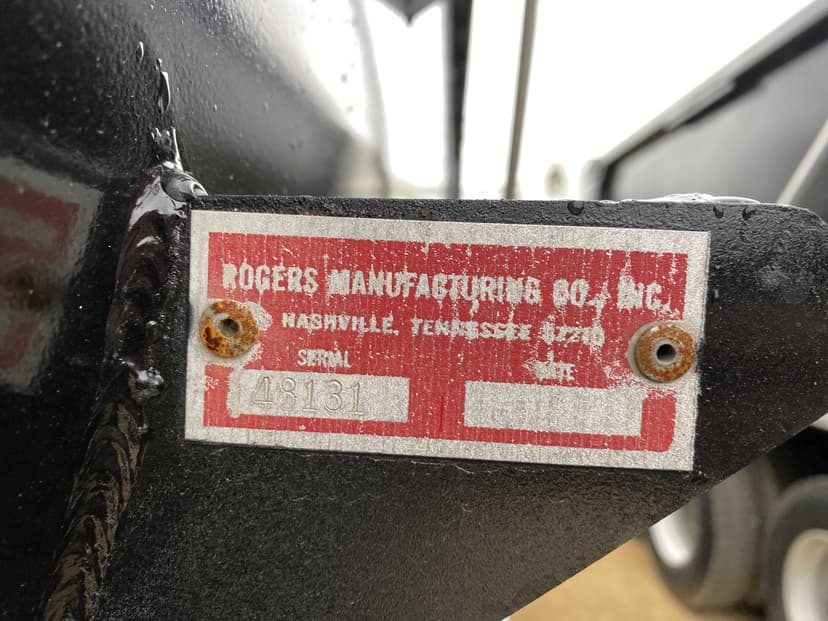 ROGERS MANUFACTURING CO., INC.
NASHVILLE, TENNESSEE
SERIAL
DATE
48131